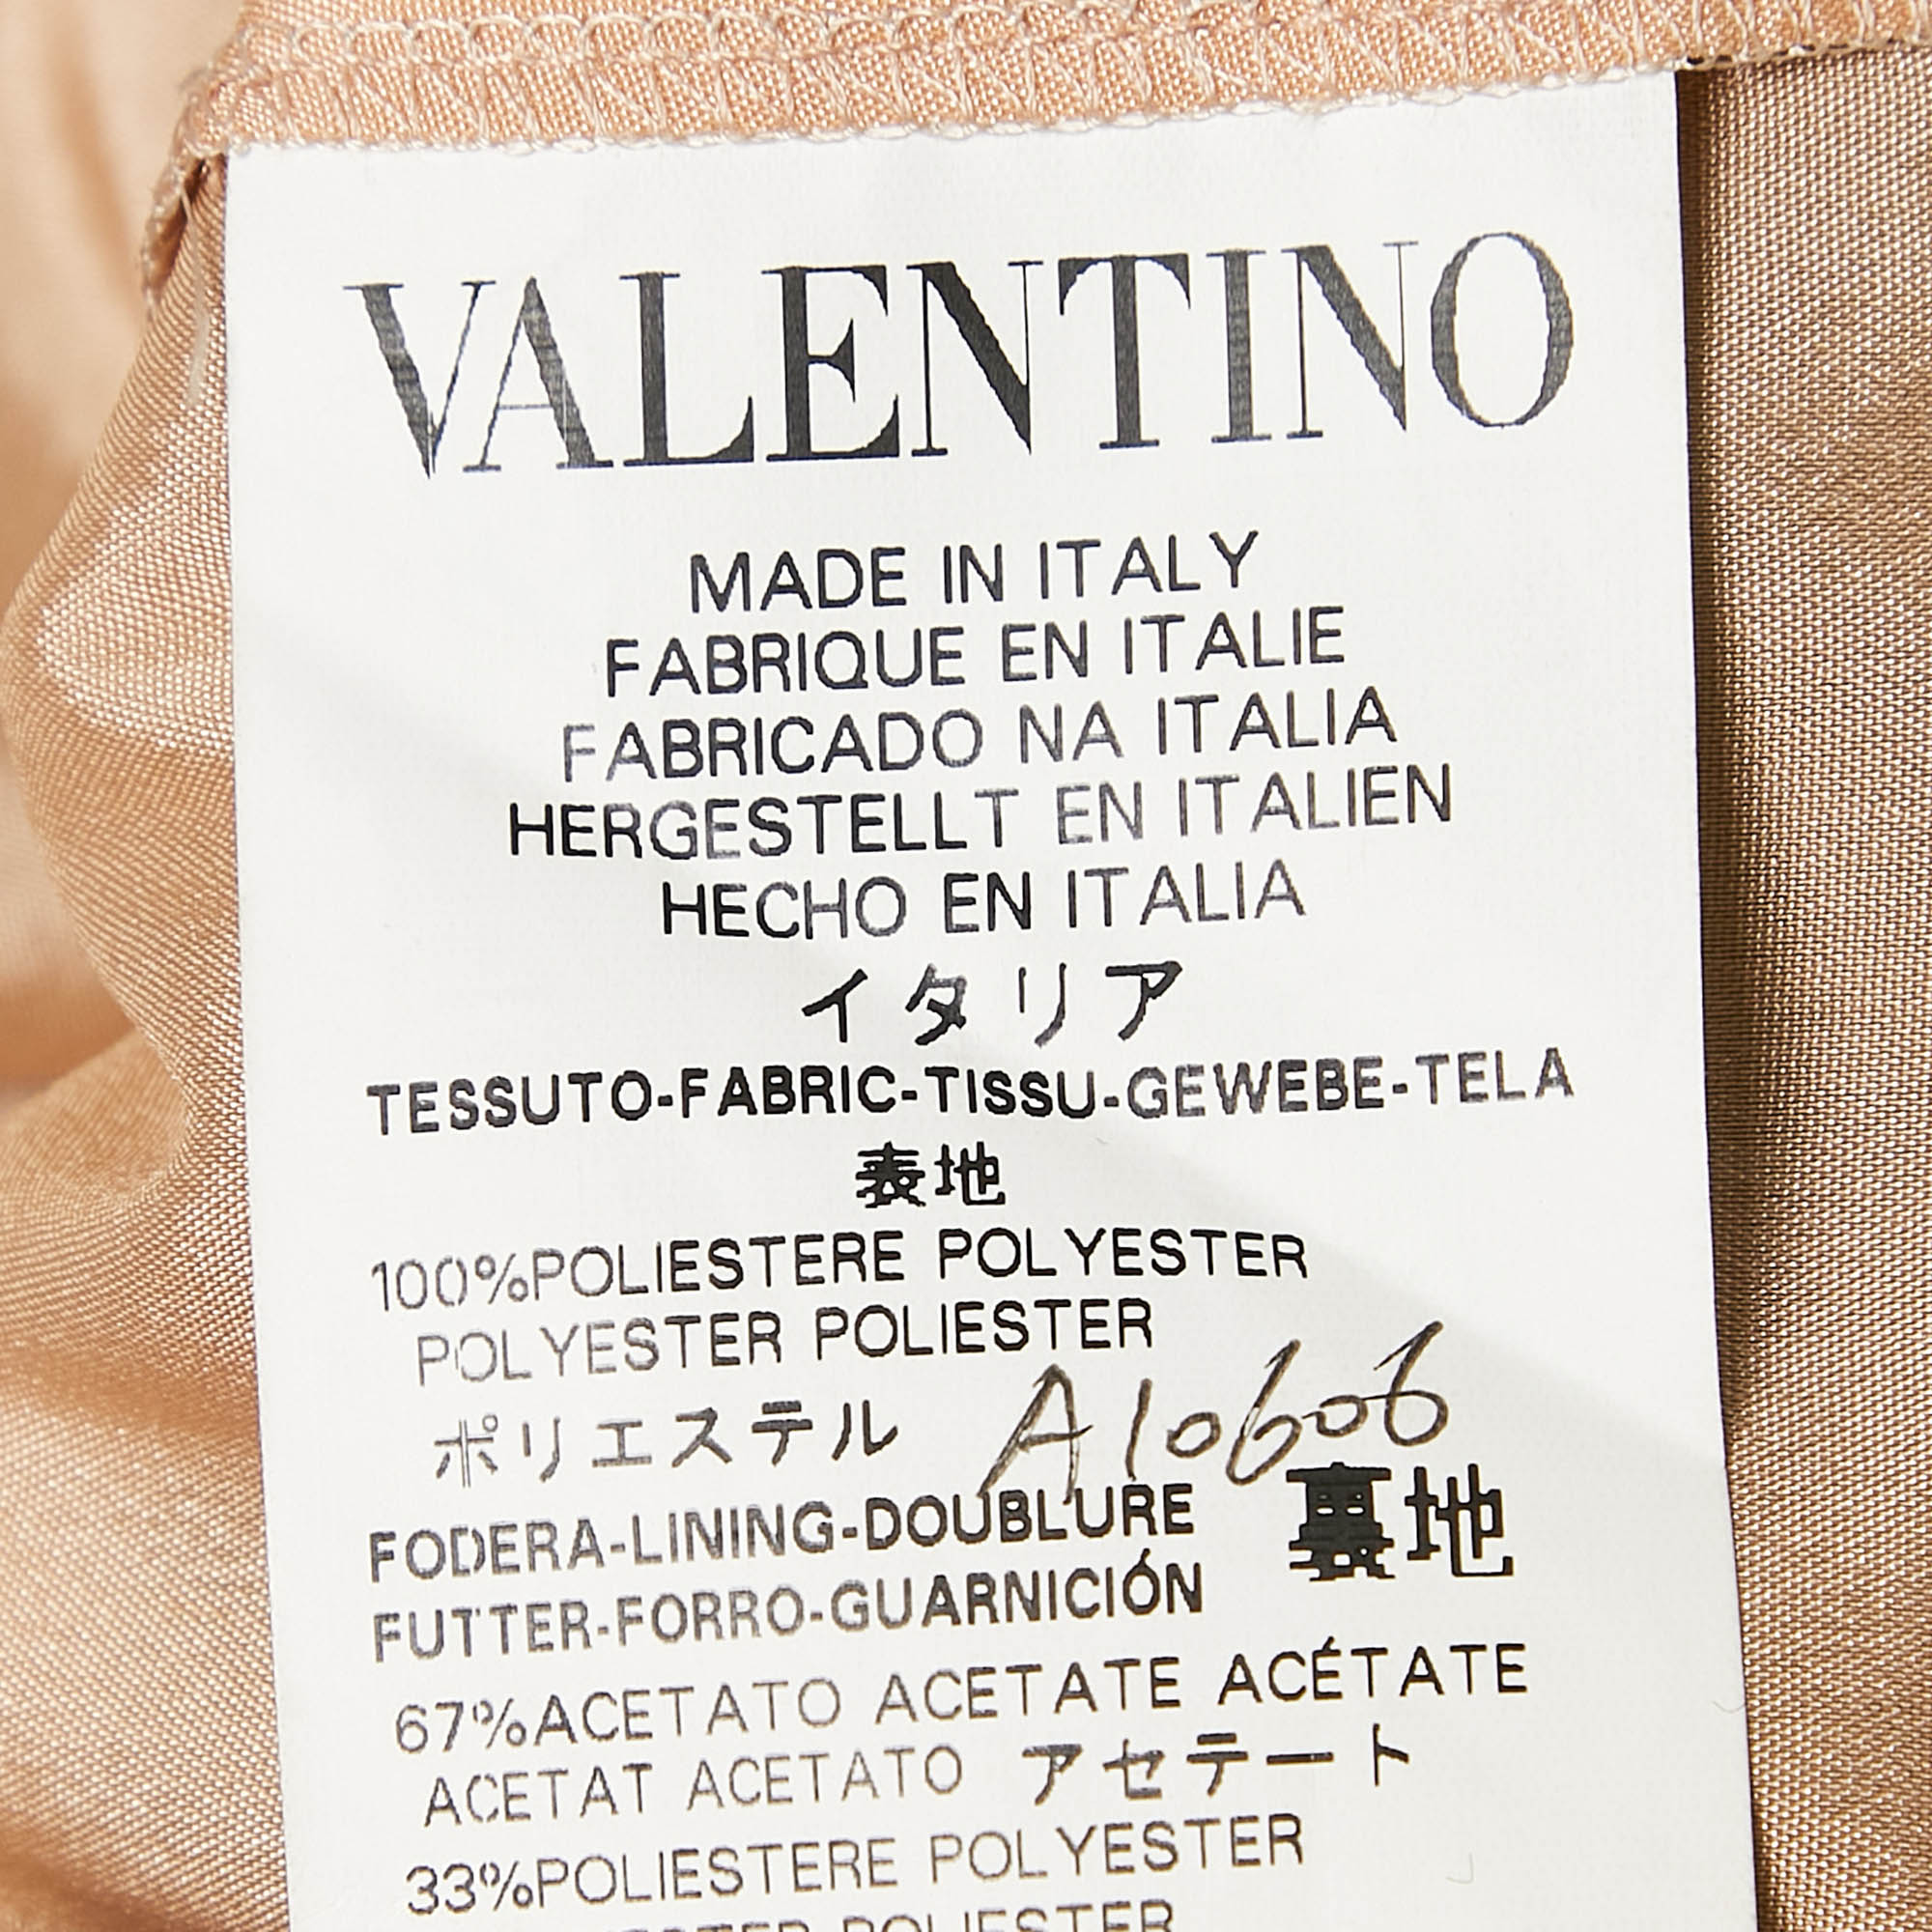 VALENTINO
MADE IN ITALY
FABRIQUE EN ITALIE
FABRICADO NA ITALIA
HERGESTELLT EN ITALIEN
HECHO EN ITALIA
イタリア
TESSUTO-FABRIC-TISSU-GEWEBE-TELA
表地
100%POLIESTERE POLYESTER
POLYESTER POLIESTER
ポリエステル A10606
FODERA-LINING-DOUBLURE 裏地
FUTTER-FORRO-GUARNICIÓN
67%ACETATO ACETATE ACÉTATE
ACETAT ACETATO アセテート
33%POLIESTERE POLYESTER
POLIESTER